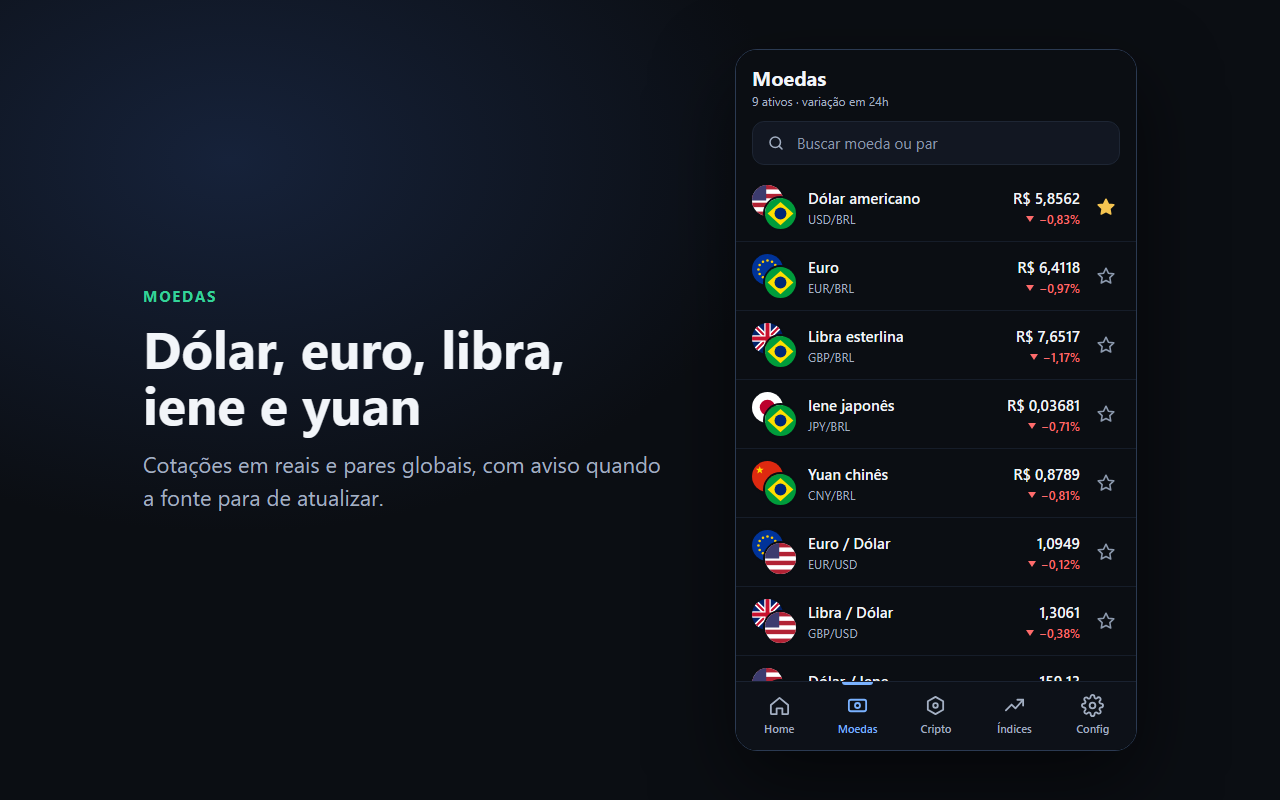 MOEDAS
Dólar, euro, libra,
iene e yuan
Cotações em reais e pares globais, com aviso quando
a fonte para de atualizar.
Moedas
9 ativos · variação em 24h
Buscar moeda ou par
Dólar americano
R$ 5,8562
USD/BRL
▼ −0,83%
Euro
R$ 6,4118
EUR/BRL
▼ −0,97%
Libra esterlina
R$ 7,6517
GBP/BRL
▼ −1,17%
Iene japonês
R$ 0,03681
JPY/BRL
▼ −0,71%
Yuan chinês
R$ 0,8789
CNY/BRL
▼ −0,81%
Euro / Dólar
1,0949
EUR/USD
▼ −0,12%
Libra / Dólar
1,3061
GBP/USD
▼ −0,38%
Dólar / Iene
159,13
Home
Moedas
Cripto
Índices
Config